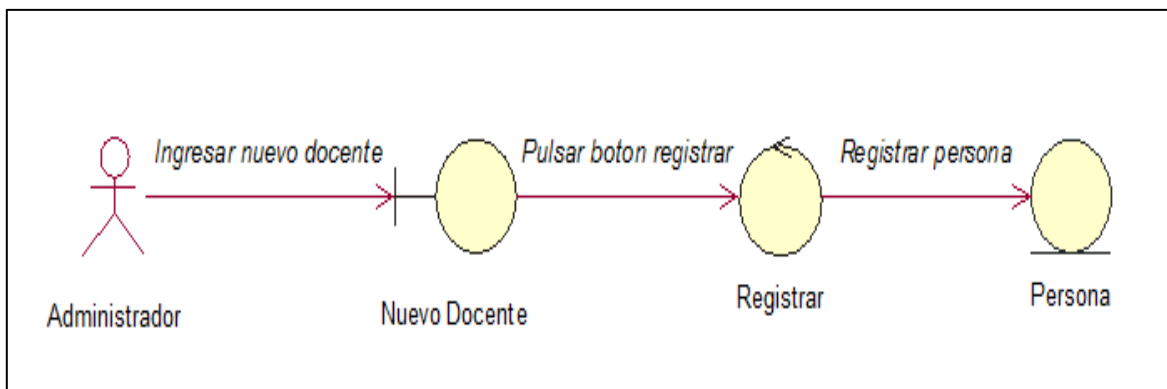 Ingresar nuevo docente
Pulsar boton registrar
Registrar persona
Administrador
Nuevo Docente
Registrar
Persona